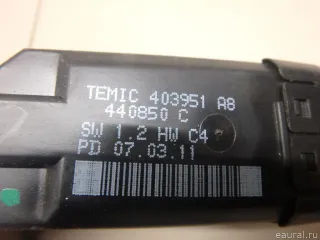 TEMIC 403951 A8
440850 C
SW 1.2 HW C4
PD 07.03.11
© eaural.ru